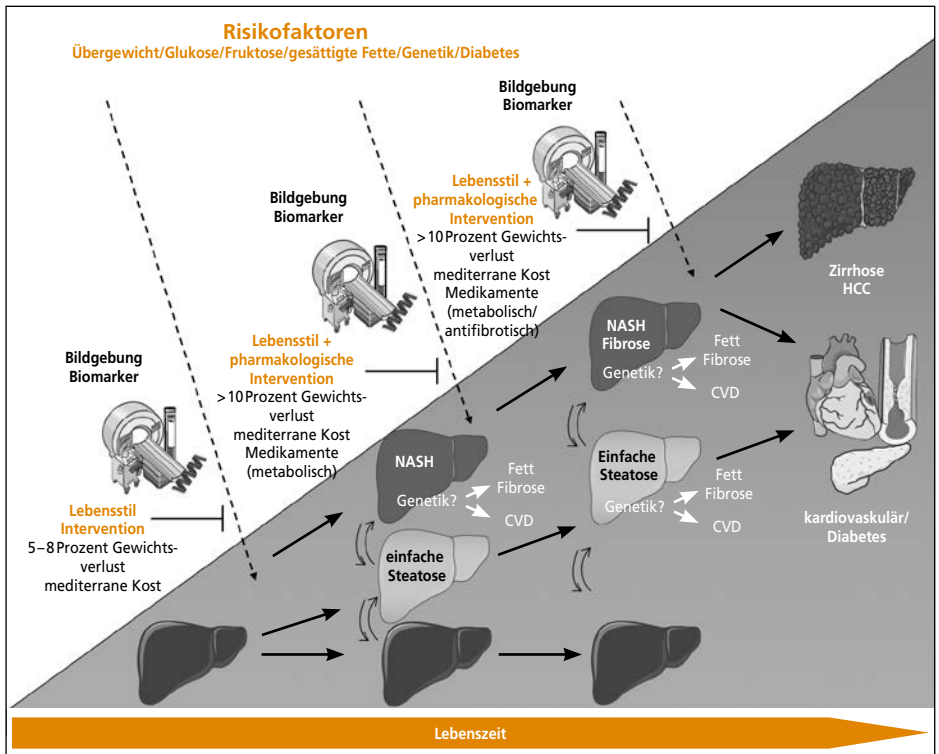 Risikofaktoren
Übergewicht/Glukose/Fruktose/gesättigte Fette/Genetik/Diabetes
Bildgebung
Biomarker
Lebensstil +
pharmakologische
Intervention
>10 Prozent Gewichts-
verlust
mediterrane Kost
Medikamente
(metabolisch/
antifibrotisch)
Bildgebung
Biomarker
Lebensstil +
pharmakologische
Intervention
>10 Prozent Gewichts-
verlust
mediterrane Kost
Medikamente
(metabolisch)
Bildgebung
Biomarker
Lebensstil
Intervention
5–8 Prozent Gewichts-
verlust
mediterrane Kost
Zirrhose
HCC
NASH
Fibrose
Genetik?
Fett
Fibrose
CVD
NASH
Genetik?
Fett
Fibrose
CVD
Einfache
Steatose
Genetik?
Fett
Fibrose
CVD
einfache
Steatose
kardiovaskulär/
Diabetes
Lebenszeit